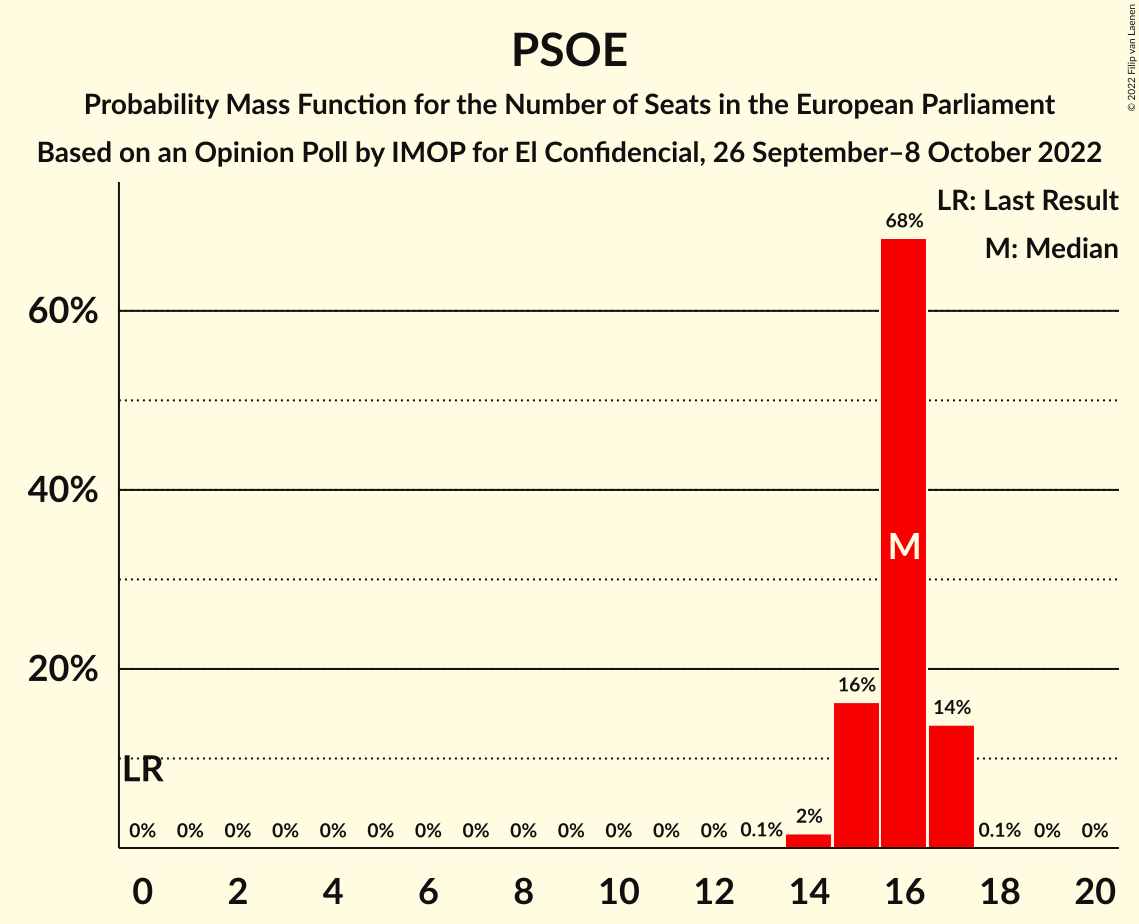 PSOE
Probability Mass Function for the Number of Seats in the European Parliament
Based on an Opinion Poll by IMOP for El Confidencial, 26 September–8 October 2022
© 2022 Filip van Laenen
LR: Last Result
M: Median
68%
60%
40%
M
20%
16%
14%
LR
0% 0% 0% 0% 0% 0% 0% 0% 0% 0% 0% 0% 0% 0.1% 2% 0.1% 0% 0%
0 2 4 6 8 10 12 14 16 18 20